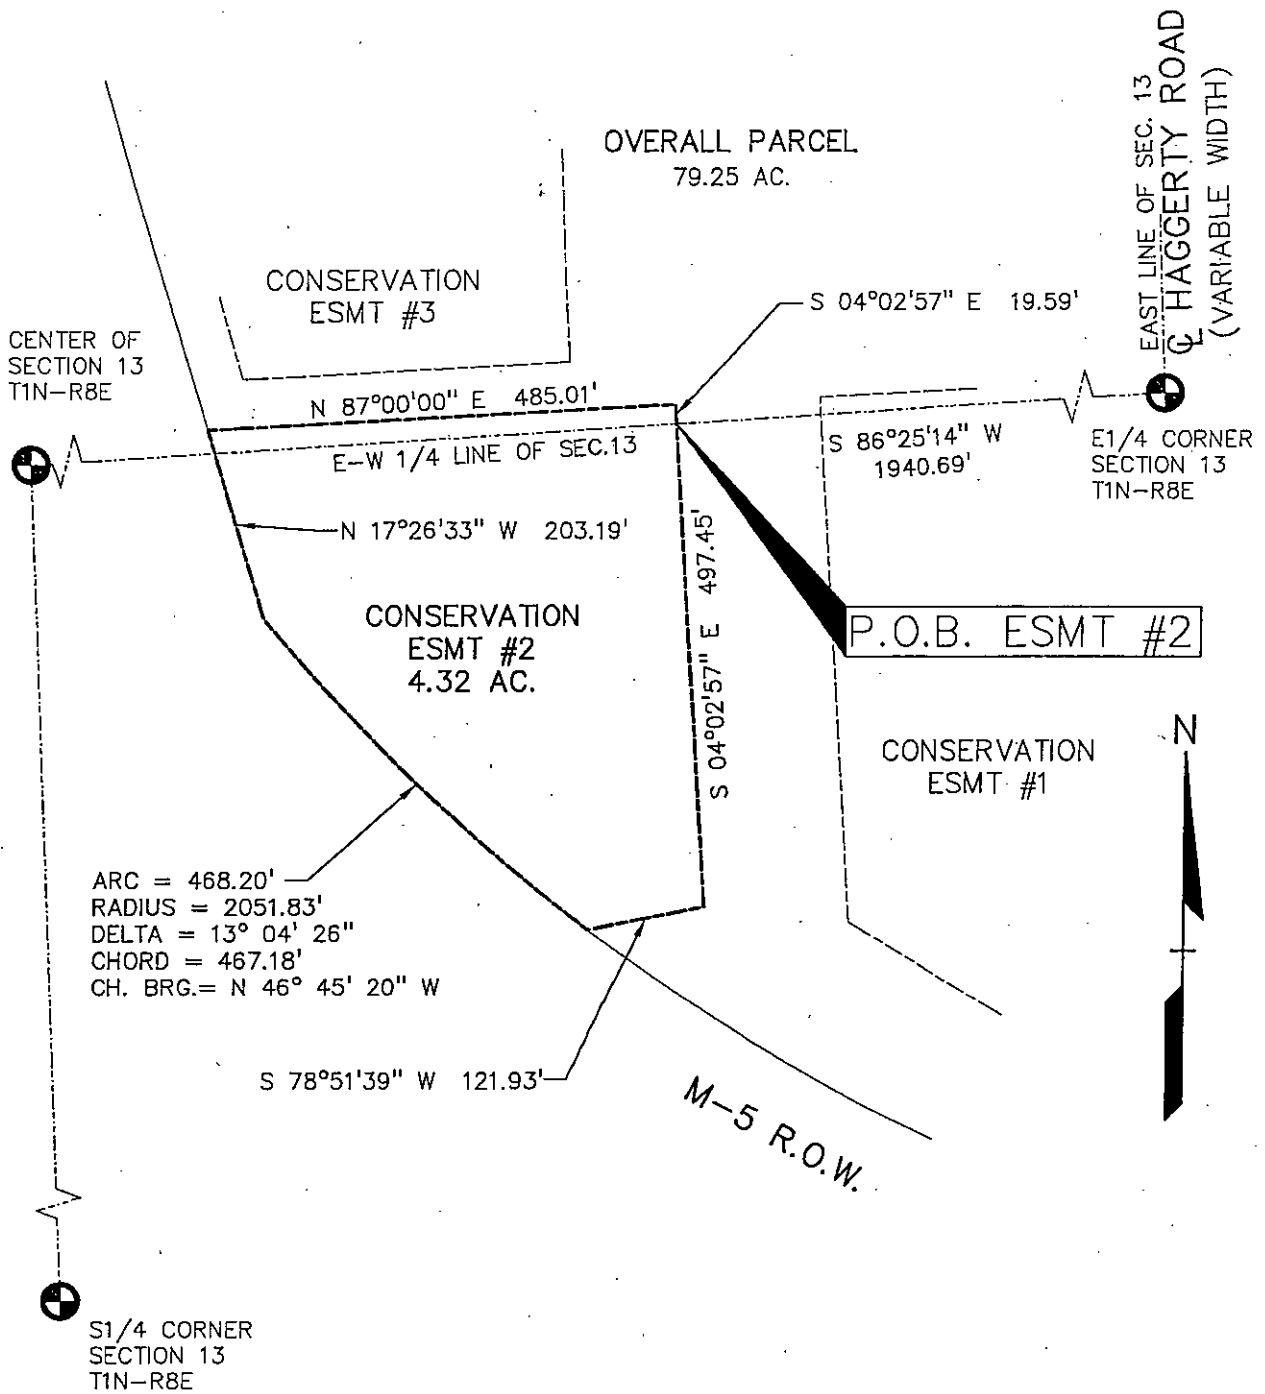 EAST LINE OF SEC. 13
℄ HAGGERTY ROAD
(VARIABLE WIDTH)
OVERALL PARCEL
79.25 AC.
CONSERVATION
ESMT #3
S 04°02'57" E 19.59'
CENTER OF
SECTION 13
T1N-R8E
N 87°00'00" E 485.01'
E-W 1/4 LINE OF SEC.13
S 86°25'14" W
1940.69'
E1/4 CORNER
SECTION 13
T1N-R8E
N 17°26'33" W 203.19'
S 04°02'57" E 497.45'
CONSERVATION
ESMT #2
4.32 AC.
P.O.B. ESMT #2
N
CONSERVATION
ESMT #1
ARC = 468.20'
RADIUS = 2051.83'
DELTA = 13° 04' 26"
CHORD = 467.18'
CH. BRG.= N 46° 45' 20" W
S 78°51'39" W 121.93'
M-5 R.O.W.
S1/4 CORNER
SECTION 13
T1N-R8E